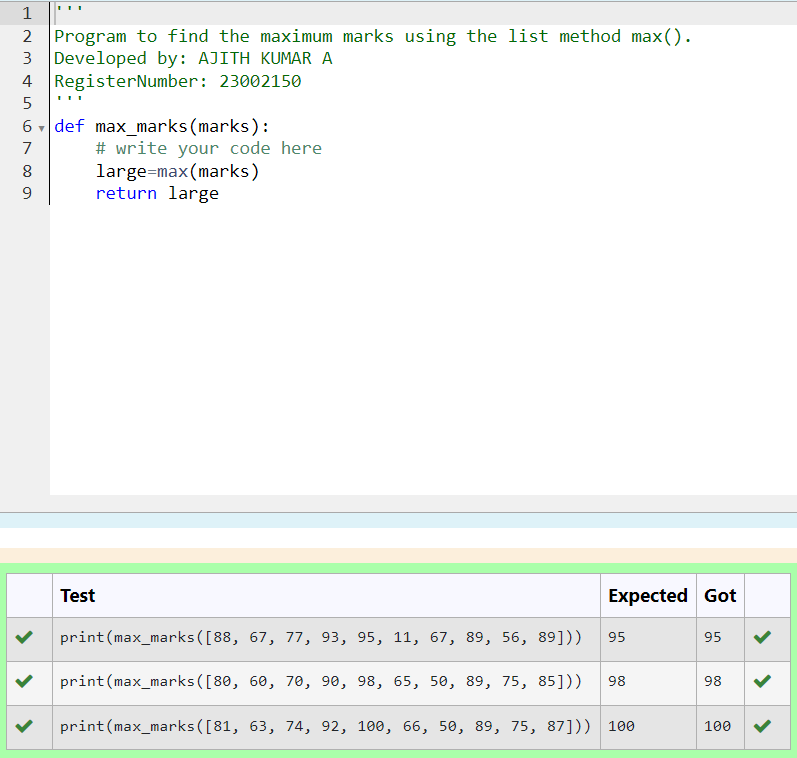 1 '''
2 Program to find the maximum marks using the list method max().
3 Developed by: AJITH KUMAR A
4 RegisterNumber: 23002150
5 '''
6 def max_marks(marks):
7     # write your code here
8     large=max(marks)
9     return large
Test Expected Got
print(max_marks([88, 67, 77, 93, 95, 11, 67, 89, 56, 89])) 95 95
print(max_marks([80, 60, 70, 90, 98, 65, 50, 89, 75, 85])) 98 98
print(max_marks([81, 63, 74, 92, 100, 66, 50, 89, 75, 87])) 100 100